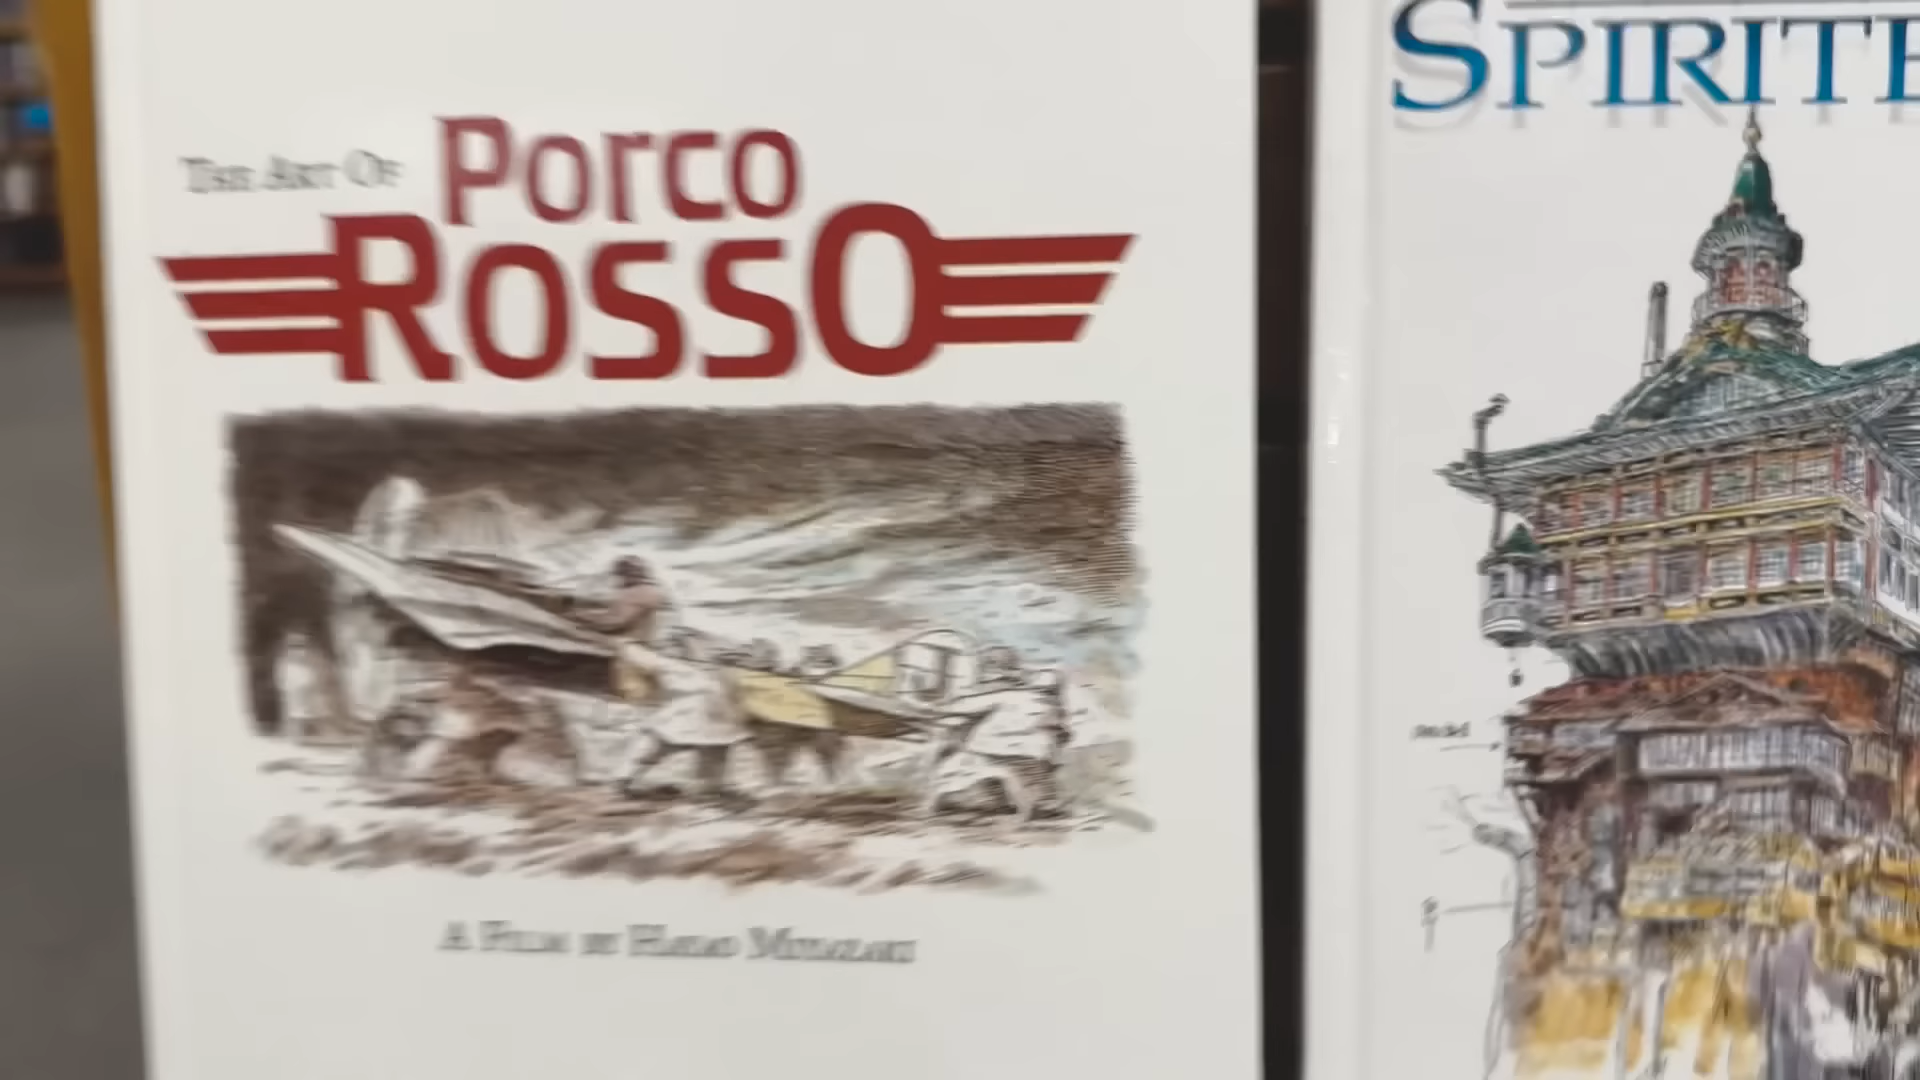 THE ART OF
PORCO
ROSSO
A FILM BY HAYAO MIYAZAKI
SPIRITE